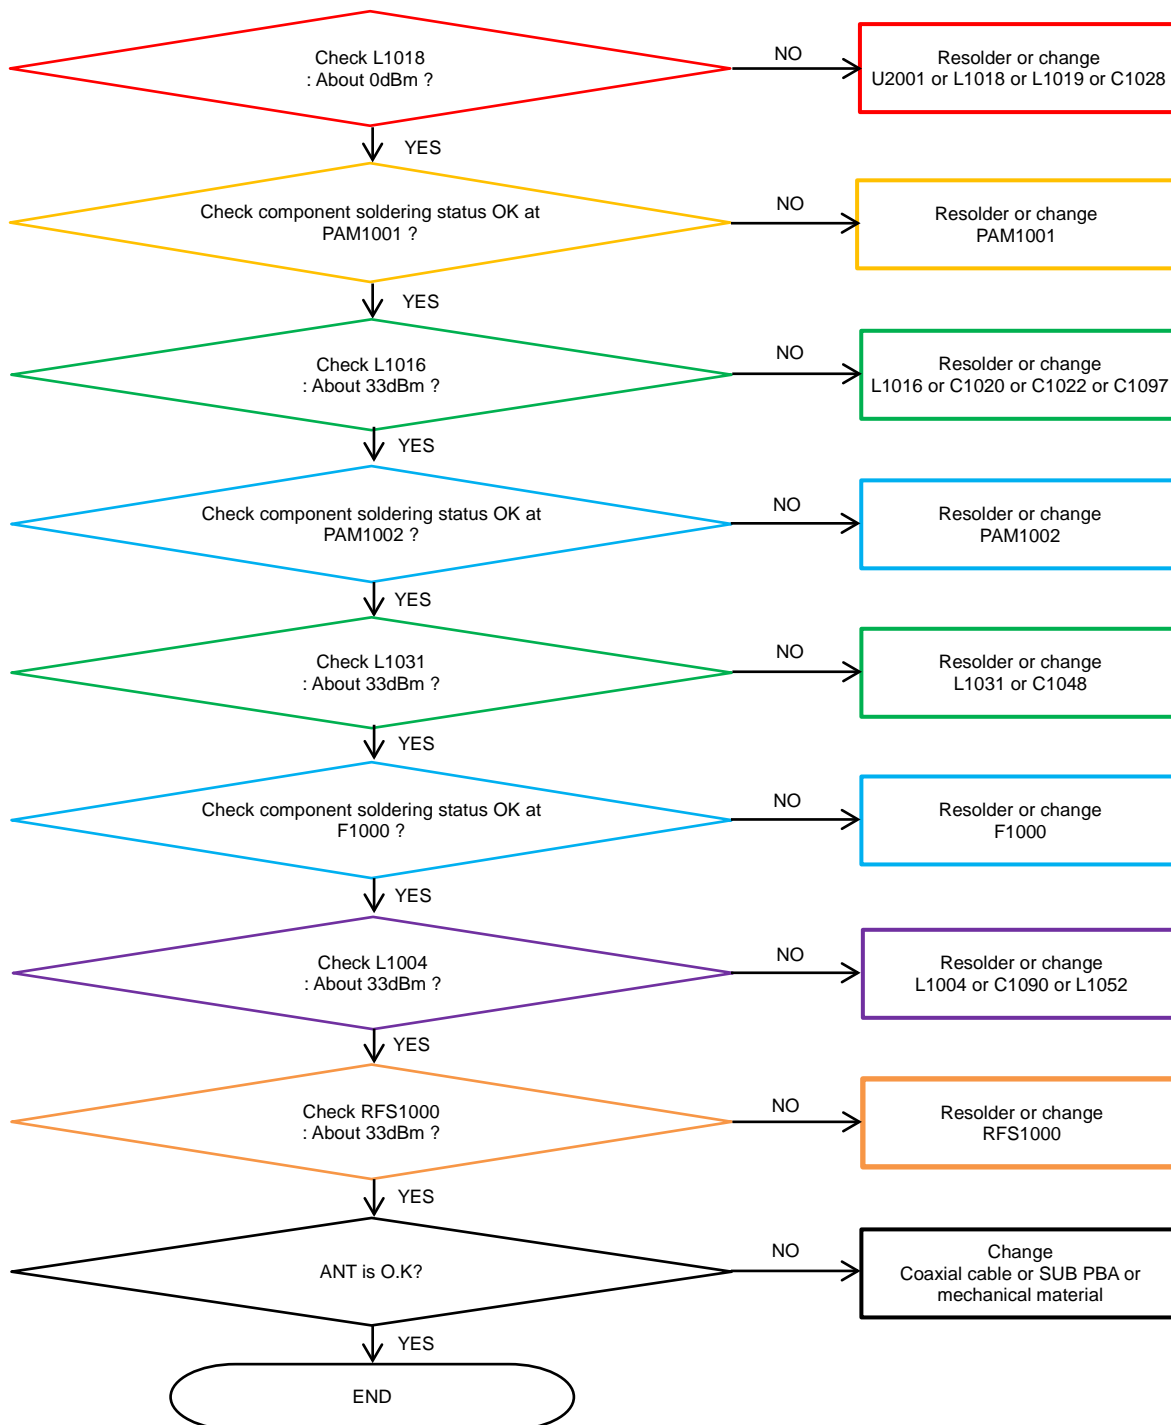 Check L1018
: About 0dBm ?
NO
Resolder or change
U2001 or L1018 or L1019 or C1028
YES
Check component soldering status OK at
PAM1001 ?
NO
Resolder or change
PAM1001
YES
Check L1016
: About 33dBm ?
NO
Resolder or change
L1016 or C1020 or C1022 or C1097
YES
Check component soldering status OK at
PAM1002 ?
NO
Resolder or change
PAM1002
YES
Check L1031
: About 33dBm ?
NO
Resolder or change
L1031 or C1048
YES
Check component soldering status OK at
F1000 ?
NO
Resolder or change
F1000
YES
Check L1004
: About 33dBm ?
NO
Resolder or change
L1004 or C1090 or L1052
YES
Check RFS1000
: About 33dBm ?
NO
Resolder or change
RFS1000
YES
ANT is O.K?
NO
Change
Coaxial cable or SUB PBA or
mechanical material
YES
END